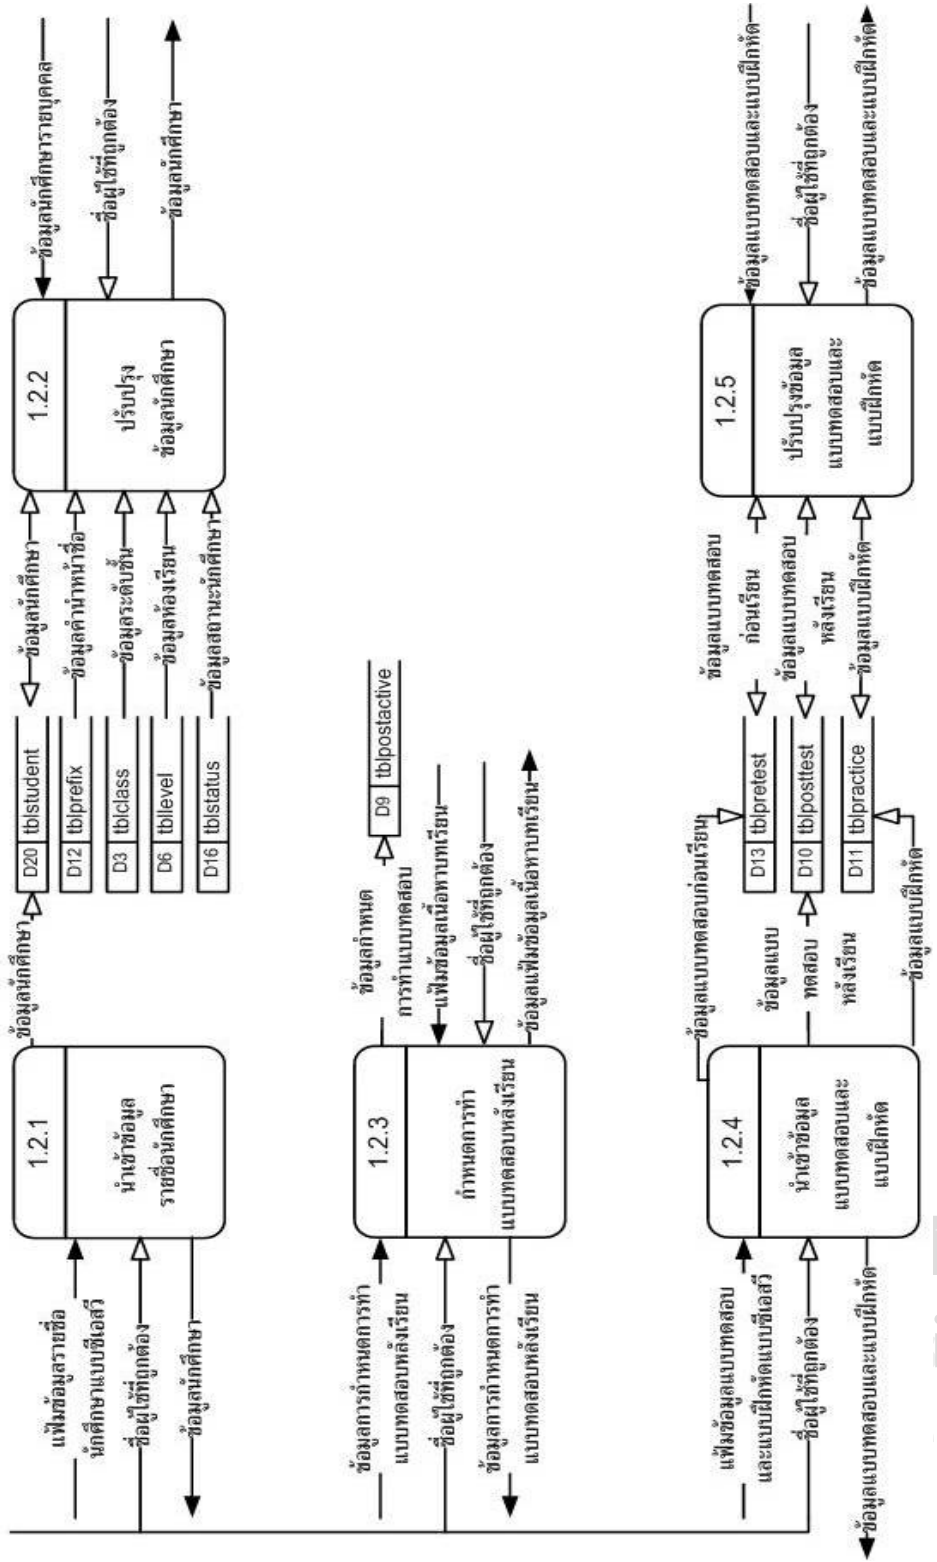 แฟ้มข้อมูลรายชื่อ
นักศึกษาแบบซีเอสวี
ชื่อผู้ใช้ที่ถูกต้อง
ข้อมูลนักศึกษา
1.2.1
นำเข้าข้อมูล
รายชื่อนักศึกษา
ข้อมูลนักศึกษา
D20 tblstudent
D12 tblprefix
D3 tblclass
D6 tbllevel
D16 tblstatus
ข้อมูลนักศึกษา
ข้อมูลคำนำหน้าชื่อ
ข้อมูลระดับชั้น
ข้อมูลห้องเรียน
ข้อมูลสถานะนักศึกษา
1.2.2
ปรับปรุง
ข้อมูลนักศึกษา
ข้อมูลนักศึกษารายบุคคล
ชื่อผู้ใช้ที่ถูกต้อง
ข้อมูลนักศึกษา
ข้อมูลการกำหนดการทำ
แบบทดสอบหลังเรียน
ชื่อผู้ใช้ที่ถูกต้อง
ข้อมูลการกำหนดการทำ
แบบทดสอบหลังเรียน
1.2.3
กำหนดการทำ
แบบทดสอบหลังเรียน
ข้อมูลกำหนด
การทำแบบทดสอบ
D9 tblpostactive
แฟ้มข้อมูลเนื้อหาบทเรียน
ชื่อผู้ใช้ที่ถูกต้อง
ข้อมูลแฟ้มข้อมูลเนื้อหาบทเรียน
แฟ้มข้อมูลแบบทดสอบ
และแบบฝึกหัดแบบซีเอสวี
ชื่อผู้ใช้ที่ถูกต้อง
ข้อมูลแบบทดสอบและแบบฝึกหัด
1.2.4
นำเข้าข้อมูล
แบบทดสอบและ
แบบฝึกหัด
ข้อมูลแบบทดสอบก่อนเรียน
ข้อมูลแบบ
ทดสอบ
หลังเรียน
ข้อมูลแบบฝึกหัด
D13 tblpretest
D10 tblposttest
D11 tblpractice
ข้อมูลแบบทดสอบ
ก่อนเรียน
ข้อมูลแบบทดสอบ
หลังเรียน
ข้อมูลแบบฝึกหัด
1.2.5
ปรับปรุงข้อมูล
แบบทดสอบและ
แบบฝึกหัด
ข้อมูลแบบทดสอบและแบบฝึกหัด
ชื่อผู้ใช้ที่ถูกต้อง
ข้อมูลแบบทดสอบและแบบฝึกหัด